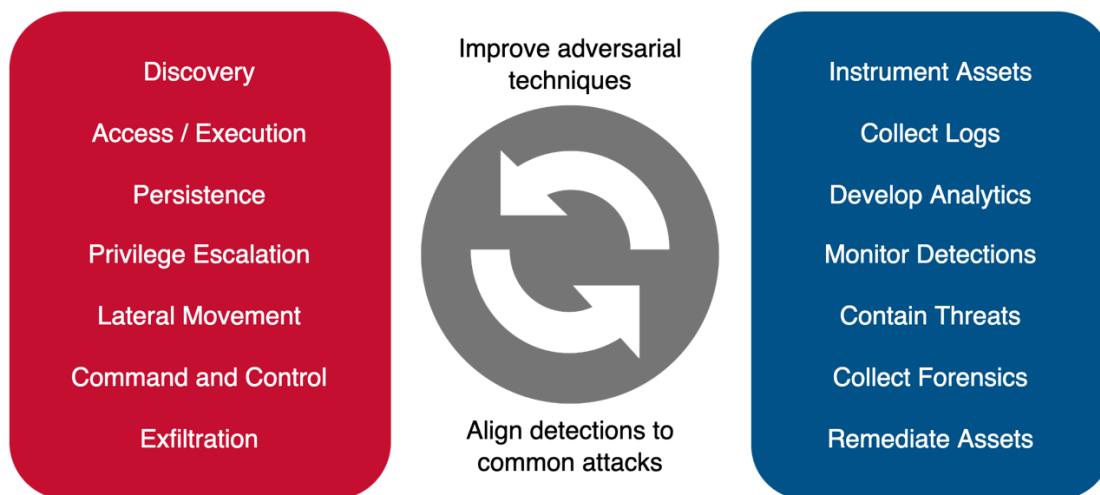 Discovery
Access / Execution
Persistence
Privilege Escalation
Lateral Movement
Command and Control
Exfiltration
Improve adversarial
techniques
Align detections to
common attacks
Instrument Assets
Collect Logs
Develop Analytics
Monitor Detections
Contain Threats
Collect Forensics
Remediate Assets